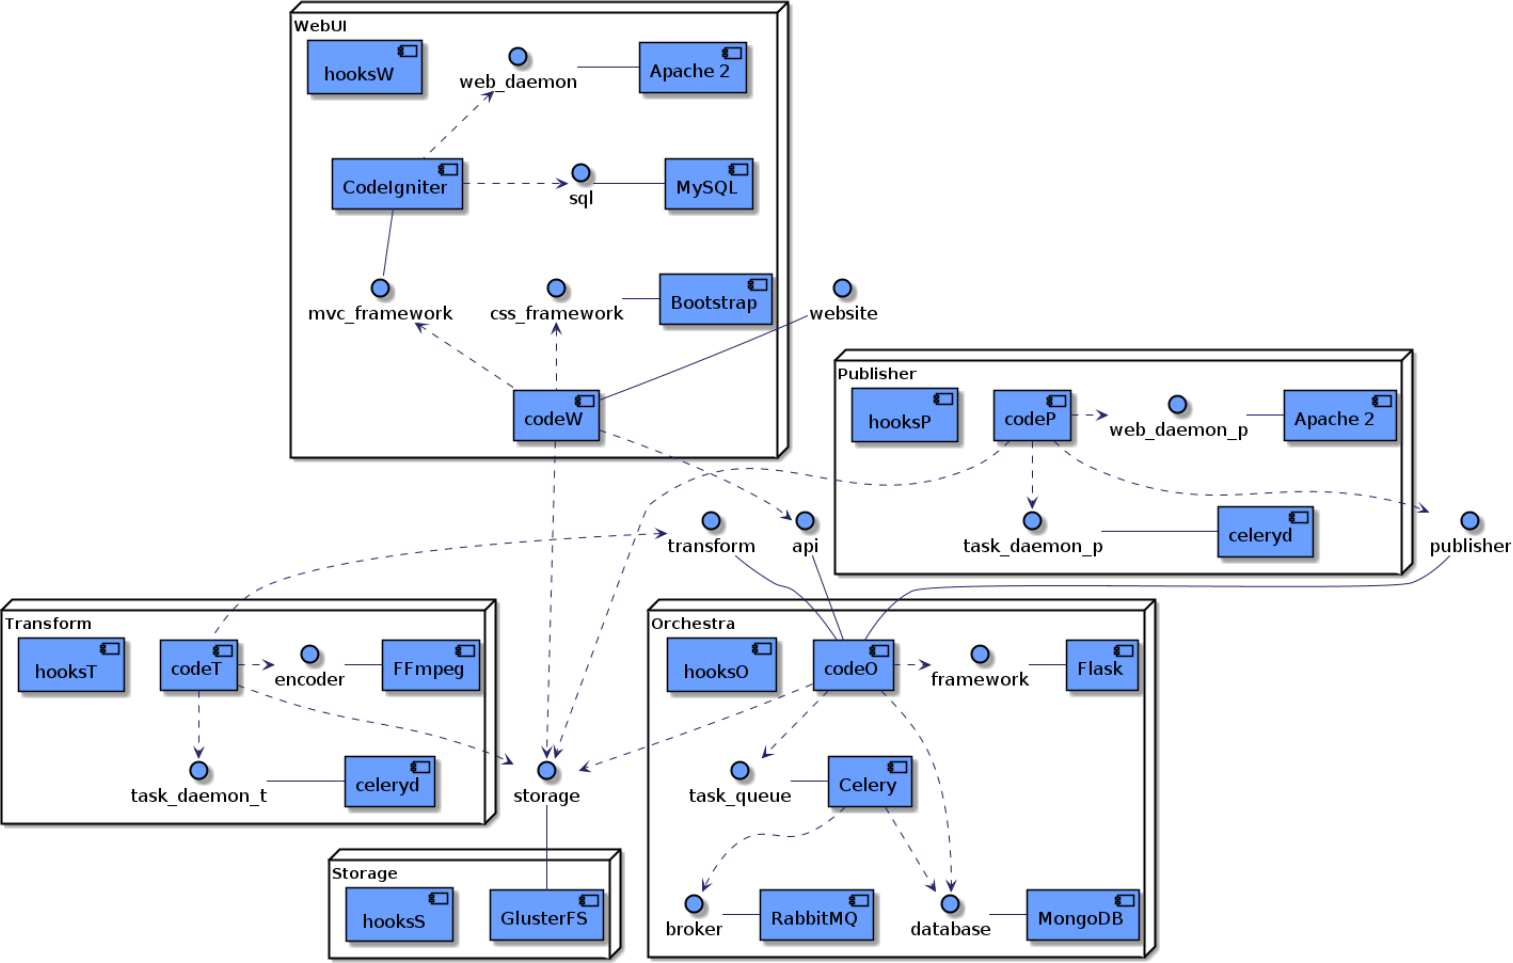 WebUI
hooksW
web_daemon
Apache 2
CodeIgniter
sql
MySQL
mvc_framework
css_framework
Bootstrap
website
codeW
Publisher
hooksP
codeP
web_daemon_p
Apache 2
task_daemon_p
celeryd
publisher
transform
api
Transform
hooksT
codeT
encoder
FFmpeg
task_daemon_t
celeryd
storage
Orchestra
hooksO
codeO
framework
Flask
task_queue
Celery
broker
RabbitMQ
database
MongoDB
Storage
hooksS
GlusterFS